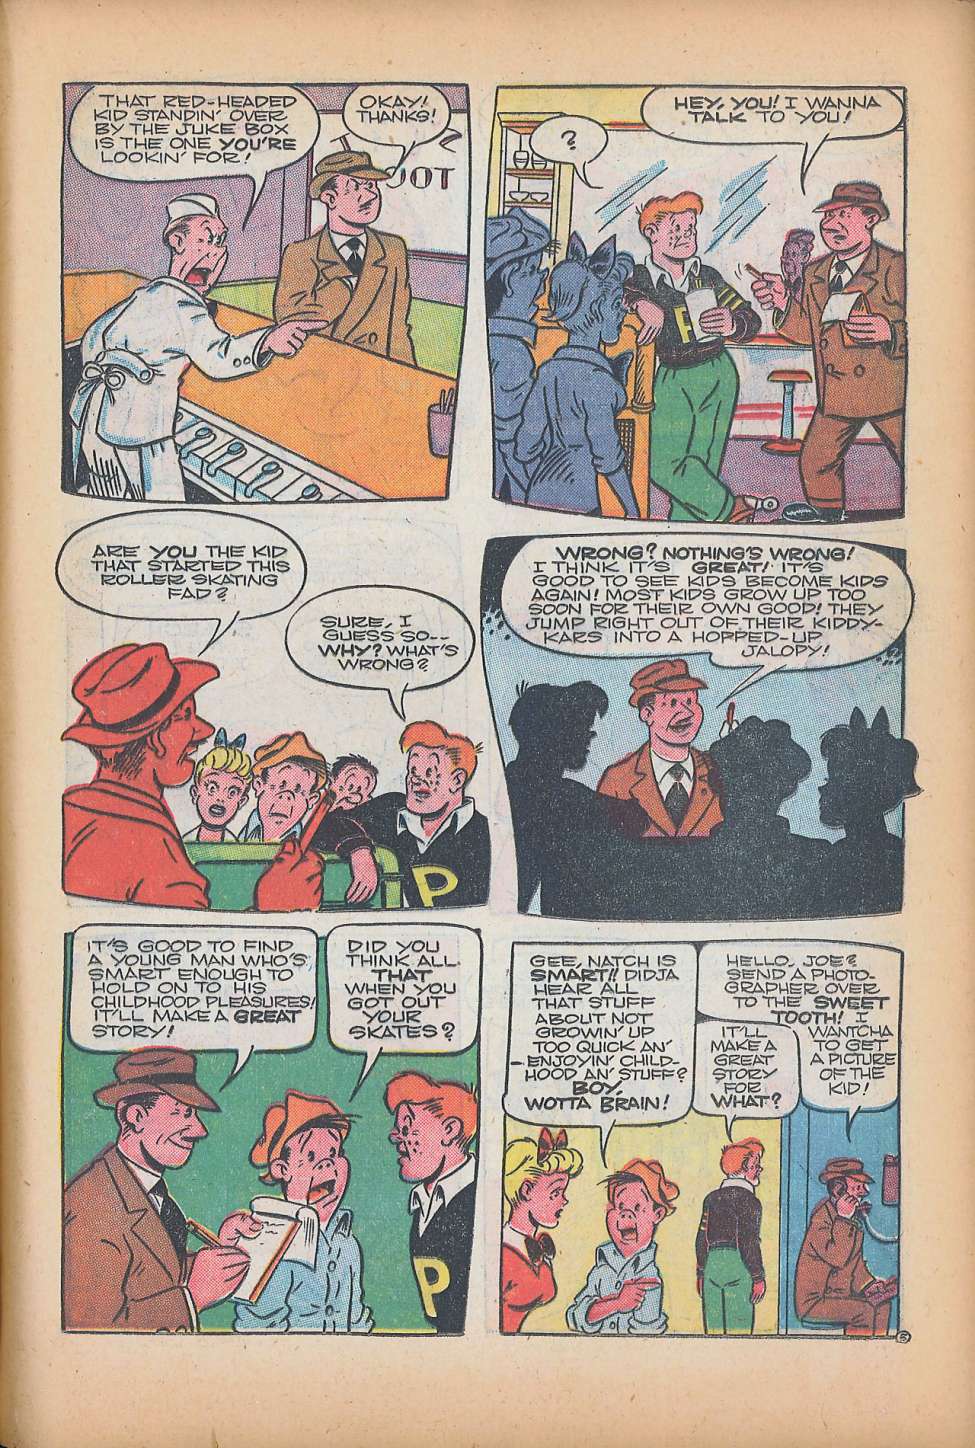 THAT RED-HEADED
KID STANDIN' OVER
BY THE JUKE BOX
IS THE ONE YOU'RE
LOOKIN' FOR!
OKAY!
THANKS!
OOT
?
HEY, YOU! I WANNA
TALK TO YOU!
P
ARE YOU THE KID
THAT STARTED THIS
ROLLER SKATING
FAD?
SURE, I
GUESS SO--
WHY? WHAT'S
WRONG?
P
WRONG? NOTHING'S WRONG!
I THINK IT'S GREAT! IT'S
GOOD TO SEE KIDS BECOME KIDS
AGAIN! MOST KIDS GROW UP TOO
SOON FOR THEIR OWN GOOD! THEY
JUMP RIGHT OUT OF THEIR KIDDY-
KARS INTO A HOPPED-UP
JALOPY!
IT'S GOOD TO FIND
A YOUNG MAN WHO'S
SMART ENOUGH TO
HOLD ON TO HIS
CHILDHOOD PLEASURES!
IT'LL MAKE A GREAT
STORY!
DID YOU
THINK ALL
THAT
WHEN YOU
GOT OUT
YOUR
SKATES?
P
GEE, NATCH IS
SMART!! DIDJA
HEAR ALL
THAT STUFF
ABOUT NOT
GROWIN' UP
TOO QUICK AN'
ENJOYIN' CHILD-
HOOD AN' STUFF?
BOY,
WOTTA BRAIN!
IT'LL
MAKE A
GREAT
STORY
FOR
WHAT?
HELLO, JOE?
SEND A PHOTO-
GRAPHER OVER
TO THE SWEET
TOOTH! I
WANTCHA
TO GET
A PICTURE
OF THE
KID!
5